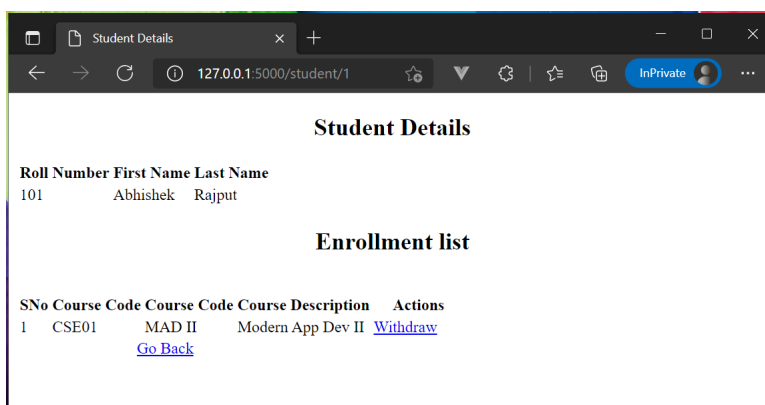 Student Details
127.0.0.1:5000/student/1
InPrivate
Student Details
Roll Number First Name Last Name
101 Abhishek Rajput
Enrollment list
SNo Course Code Course Code Course Description Actions
1 CSE01 MAD II Modern App Dev II Withdraw
Go Back